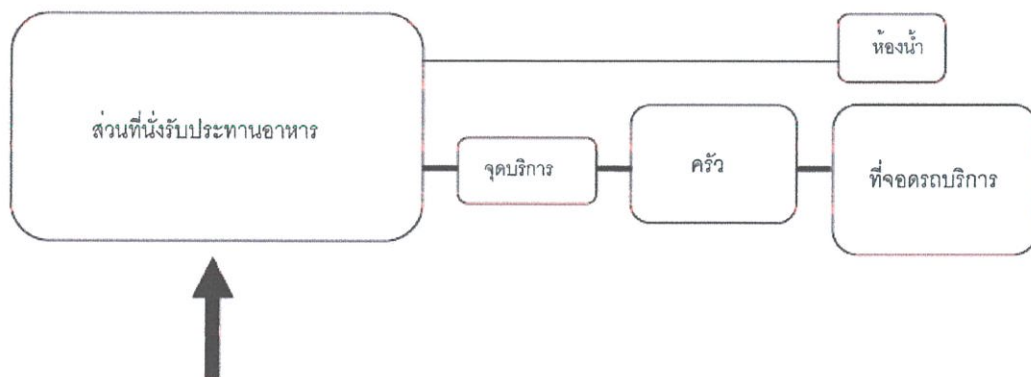 ห้องน้ำ
ส่วนที่นั่งรับประทานอาหาร
จุดบริการ
ครัว
ที่จอดรถบริการ